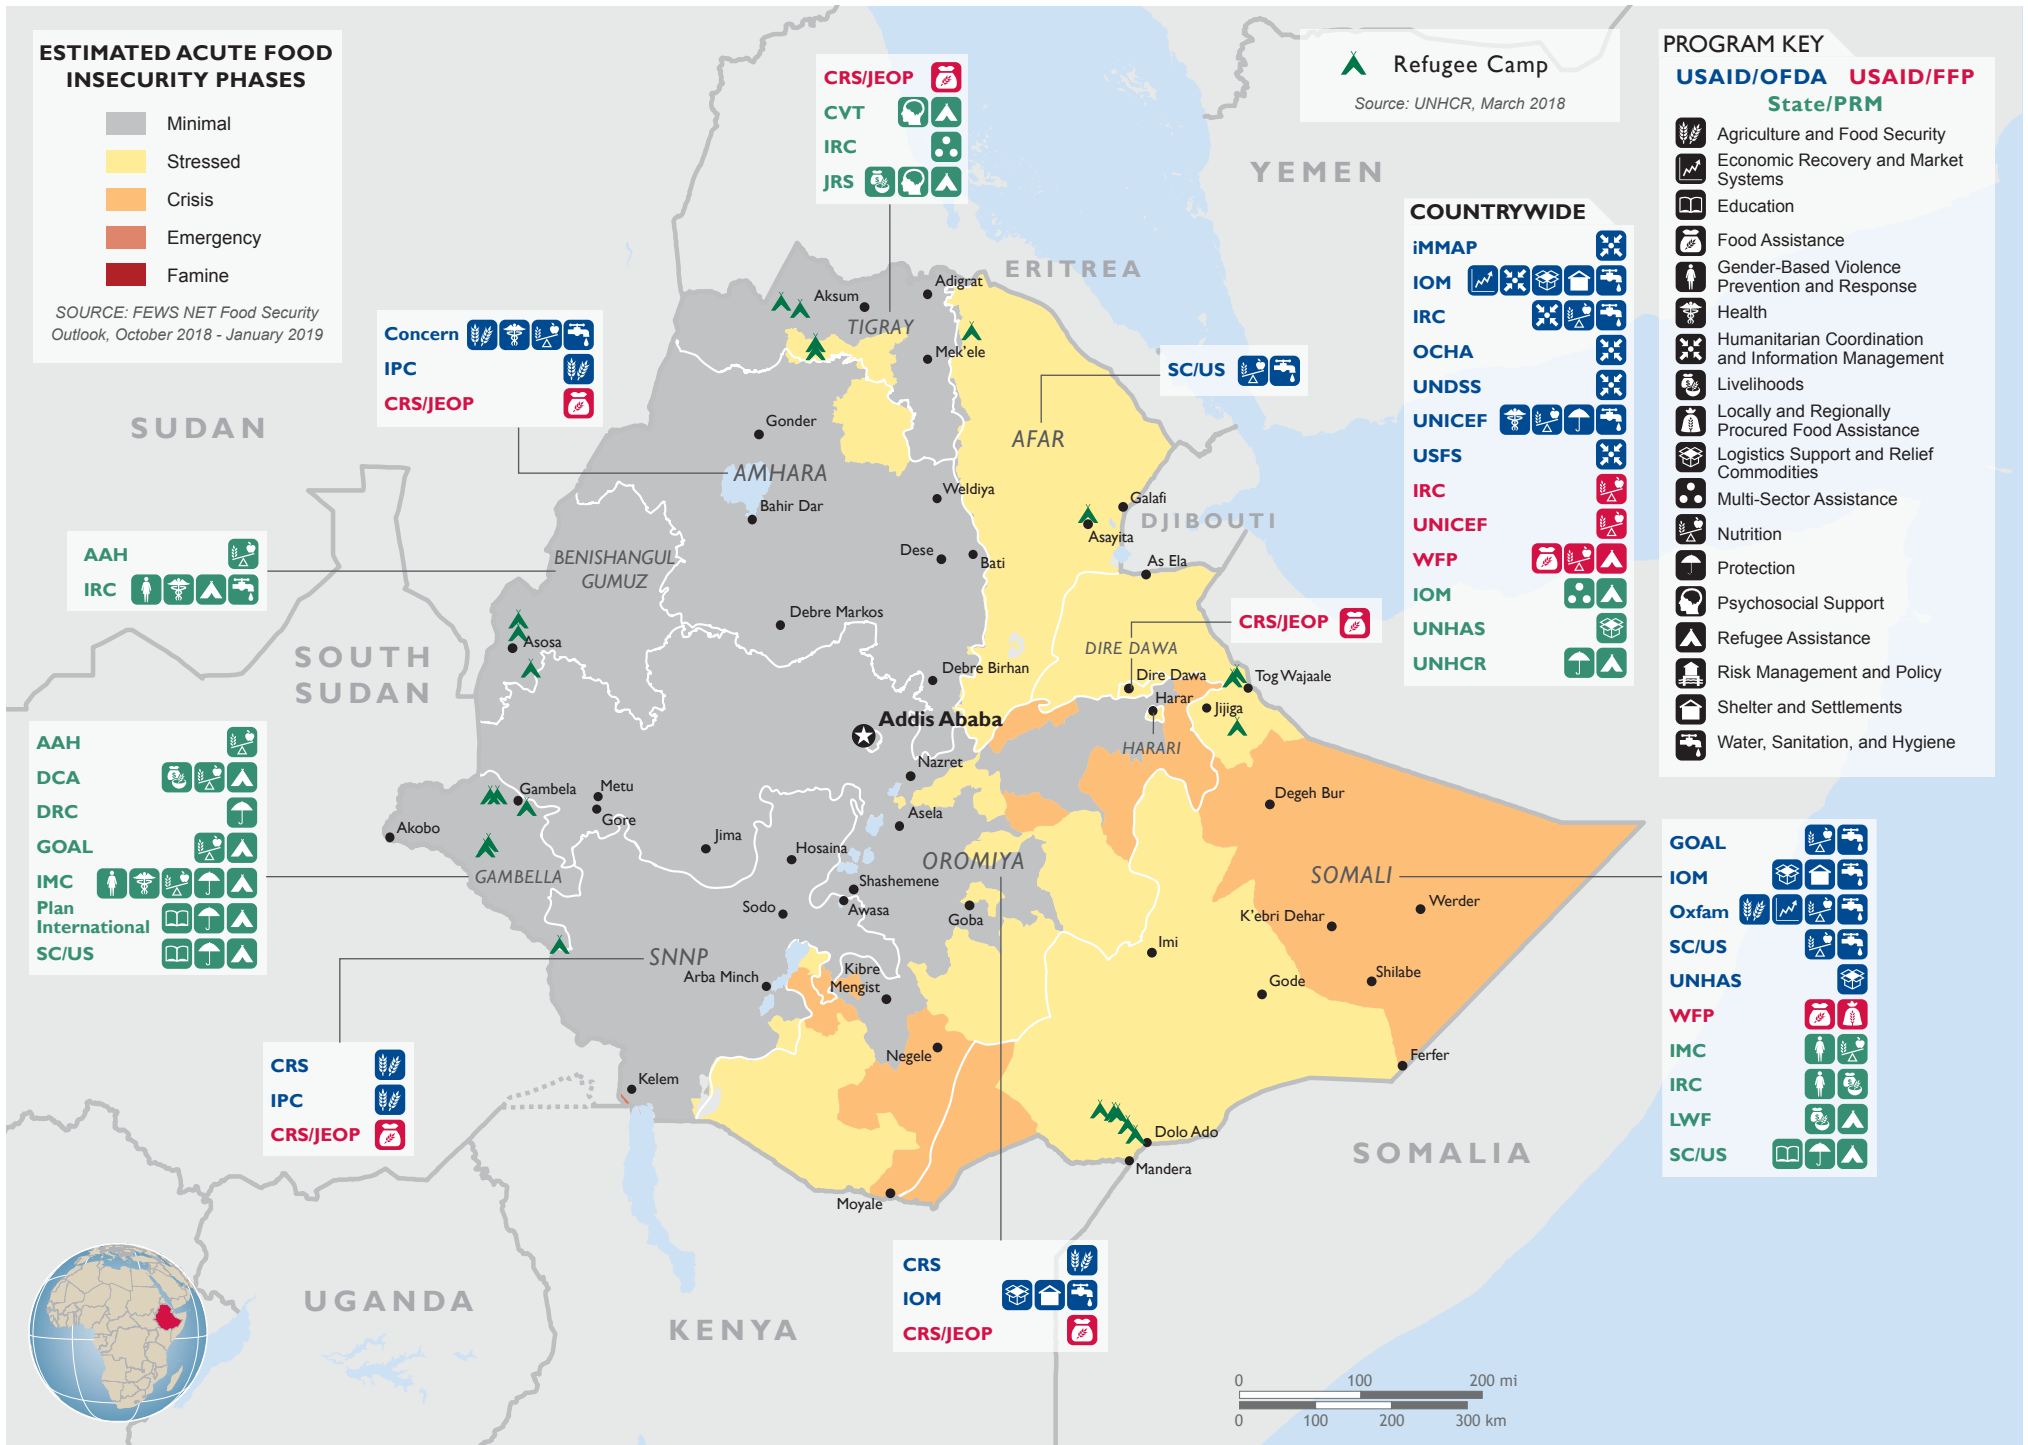 ESTIMATED ACUTE FOOD
INSECURITY PHASES
Minimal
Stressed
Crisis
Emergency
Famine
SOURCE: FEWS NET Food Security
Outlook, October 2018 - January 2019
CRS/JEOP
CVT
IRC
JRS
Refugee Camp
Source: UNHCR, March 2018
PROGRAM KEY
USAID/OFDA USAID/FFP
State/PRM
Agriculture and Food Security
Economic Recovery and Market
Systems
Education
Food Assistance
Gender-Based Violence
Prevention and Response
Health
Humanitarian Coordination
and Information Management
Livelihoods
Locally and Regionally
Procured Food Assistance
Logistics Support and Relief
Commodities
Multi-Sector Assistance
Nutrition
Protection
Psychosocial Support
Refugee Assistance
Risk Management and Policy
Shelter and Settlements
Water, Sanitation, and Hygiene
COUNTRYWIDE
iMMAP
IOM
IRC
OCHA
UNDSS
UNICEF
USFS
IRC
UNICEF
WFP
IOM
UNHAS
UNHCR
Concern
IPC
CRS/JEOP
SC/US
CRS/JEOP
AAH
IRC
AAH
DCA
DRC
GOAL
IMC
Plan
International
SC/US
CRS
IPC
CRS/JEOP
CRS
IOM
CRS/JEOP
GOAL
IOM
Oxfam
SC/US
UNHAS
WFP
IMC
IRC
LWF
SC/US
YEMEN
ERITREA
SUDAN
SOUTH
SUDAN
DJIBOUTI
SOMALIA
UGANDA
KENYA
TIGRAY
AFAR
AMHARA
BENISHANGUL
GUMUZ
DIRE DAWA
HARARI
OROMIYA
SOMALI
GAMBELLA
SNNP
Adigrat
Aksum
Mek'ele
Gonder
Weldiya
Bahir Dar
Galafi
Asayita
Dese
Bati
As Ela
Debre Markos
Asosa
Debre Birhan
Dire Dawa
Tog Wajaale
Harar
Jijiga
Addis Ababa
Nazret
Gambela
Metu
Gore
Akobo
Asela
Degeh Bur
Jima
Hosaina
Shashemene
Awasa
Sodo
Goba
K'ebri Dehar
Werder
Imi
Arba Minch
Kibre
Mengist
Gode
Shilabe
Negele
Ferfer
Kelem
Dolo Ado
Mandera
Moyale
0 100 200 mi
0 100 200 300 km